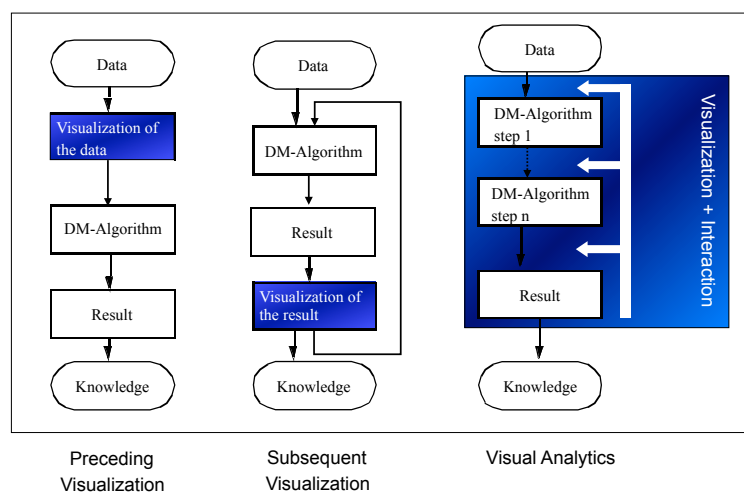 Data
Visualization of
the data
DM-Algorithm
Result
Knowledge
Preceding
Visualization
Data
DM-Algorithm
Result
Visualization of
the result
Knowledge
Subsequent
Visualization
Data
DM-Algorithm
step 1
DM-Algorithm
step n
Result
Knowledge
Visualization + Interaction
Visual Analytics